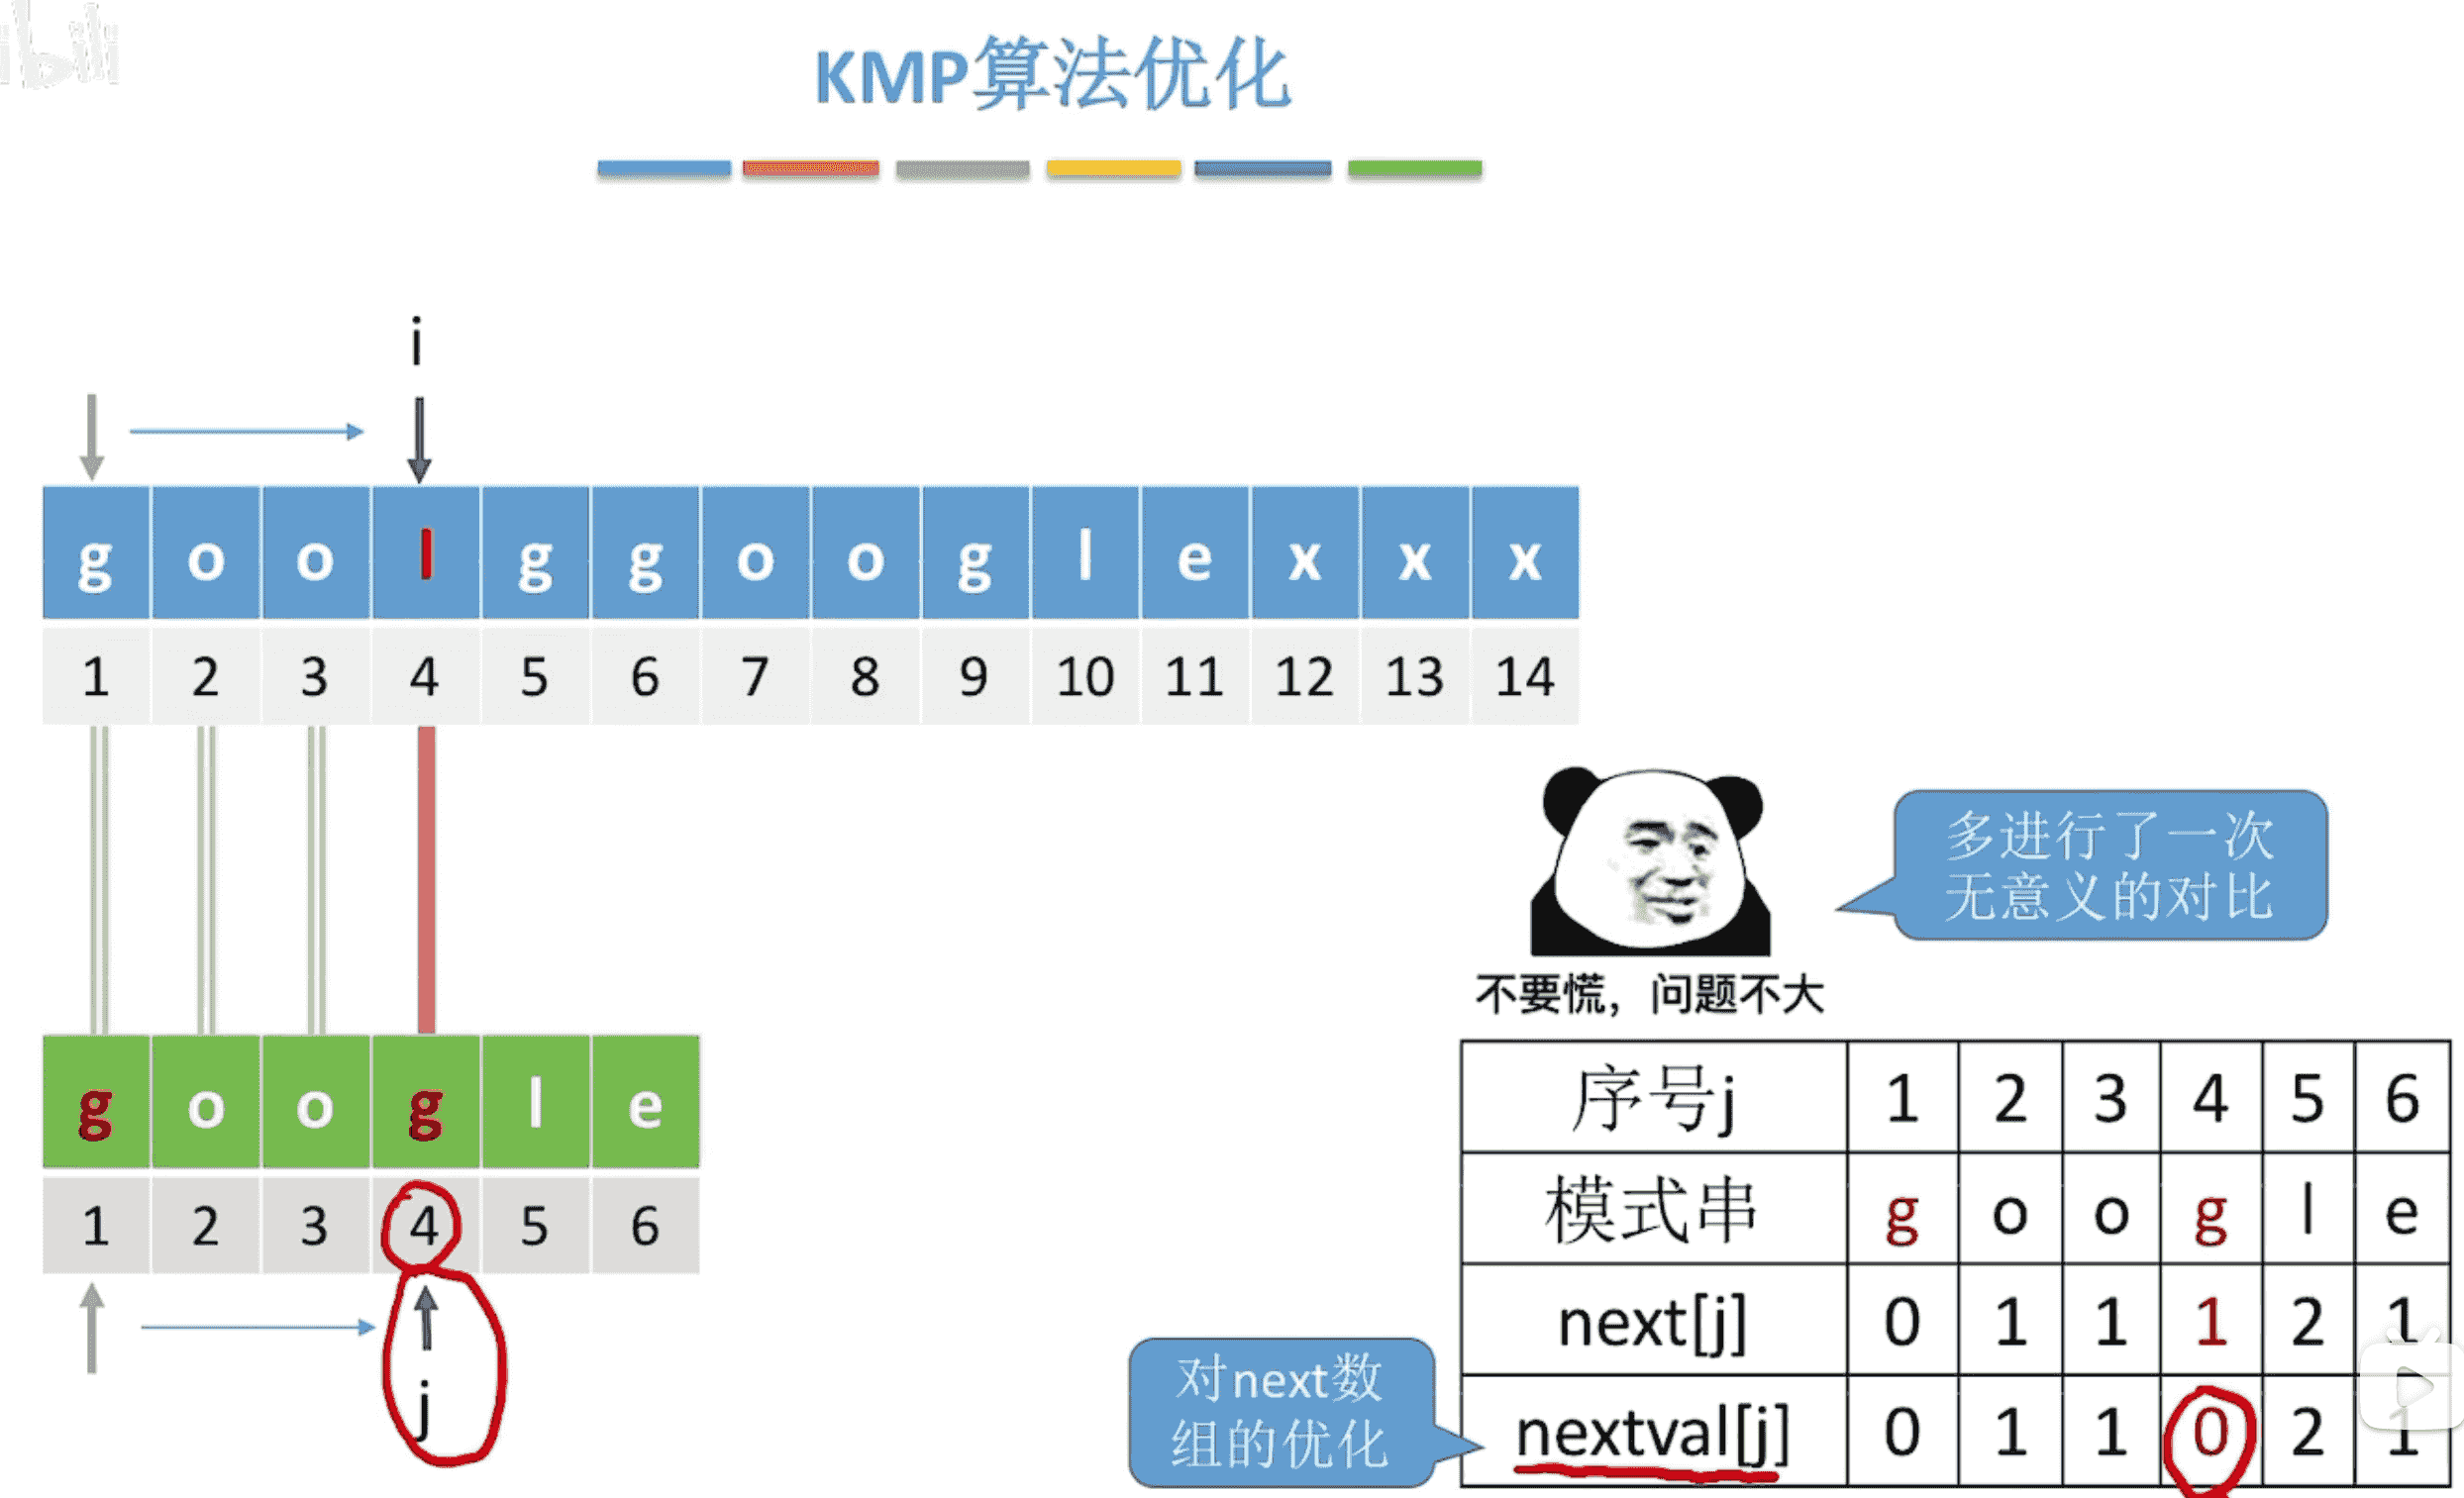 bili
KMP算法优化
i
g o o l g g o o g l e x x x
1 2 3 4 5 6 7 8 9 10 11 12 13 14
多进行了一次
无意义的对比
不要慌，问题不大
g o o g l e
1 2 3 4 5 6
j
对next数
组的优化
序号j 1 2 3 4 5 6
模式串 g o o g l e
next[j] 0 1 1 1 2 1
nextval[j] 0 1 1 0 2 1